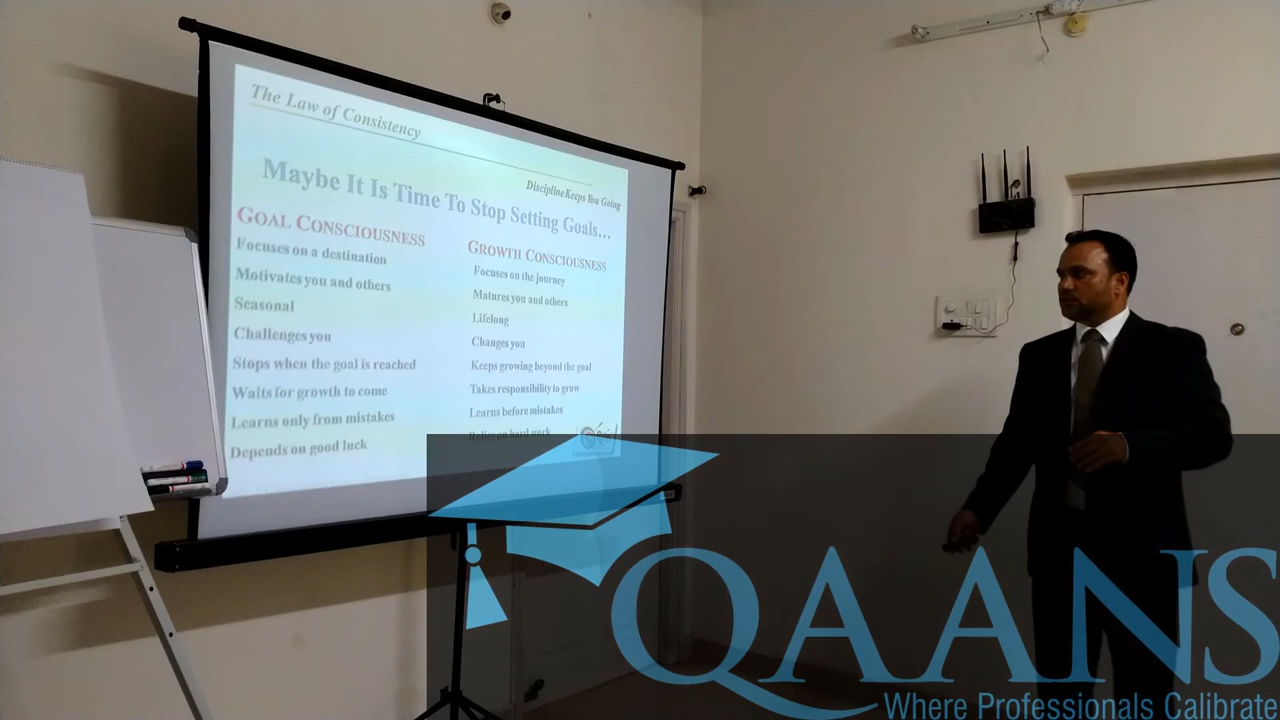 The Law of Consistency
Discipline Keeps You Going
Maybe It Is Time To Stop Setting Goals...
GOAL CONSCIOUSNESS
Focuses on a destination
Motivates you and others
Seasonal
Challenges you
Stops when the goal is reached
Waits for growth to come
Learns only from mistakes
Depends on good luck
GROWTH CONSCIOUSNESS
Focuses on the journey
Matures you and others
Lifelong
Changes you
Keeps growing beyond the goal
Takes responsibility to grow
Learns before mistakes
Relies on hard work
QAANS
Where Professionals Calibrate